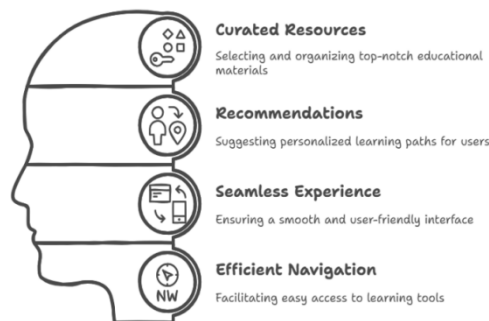 Curated Resources
Selecting and organizing top-notch educational
materials
Recommendations
Suggesting personalized learning paths for users
Seamless Experience
Ensuring a smooth and user-friendly interface
Efficient Navigation
NW
Facilitating easy access to learning tools